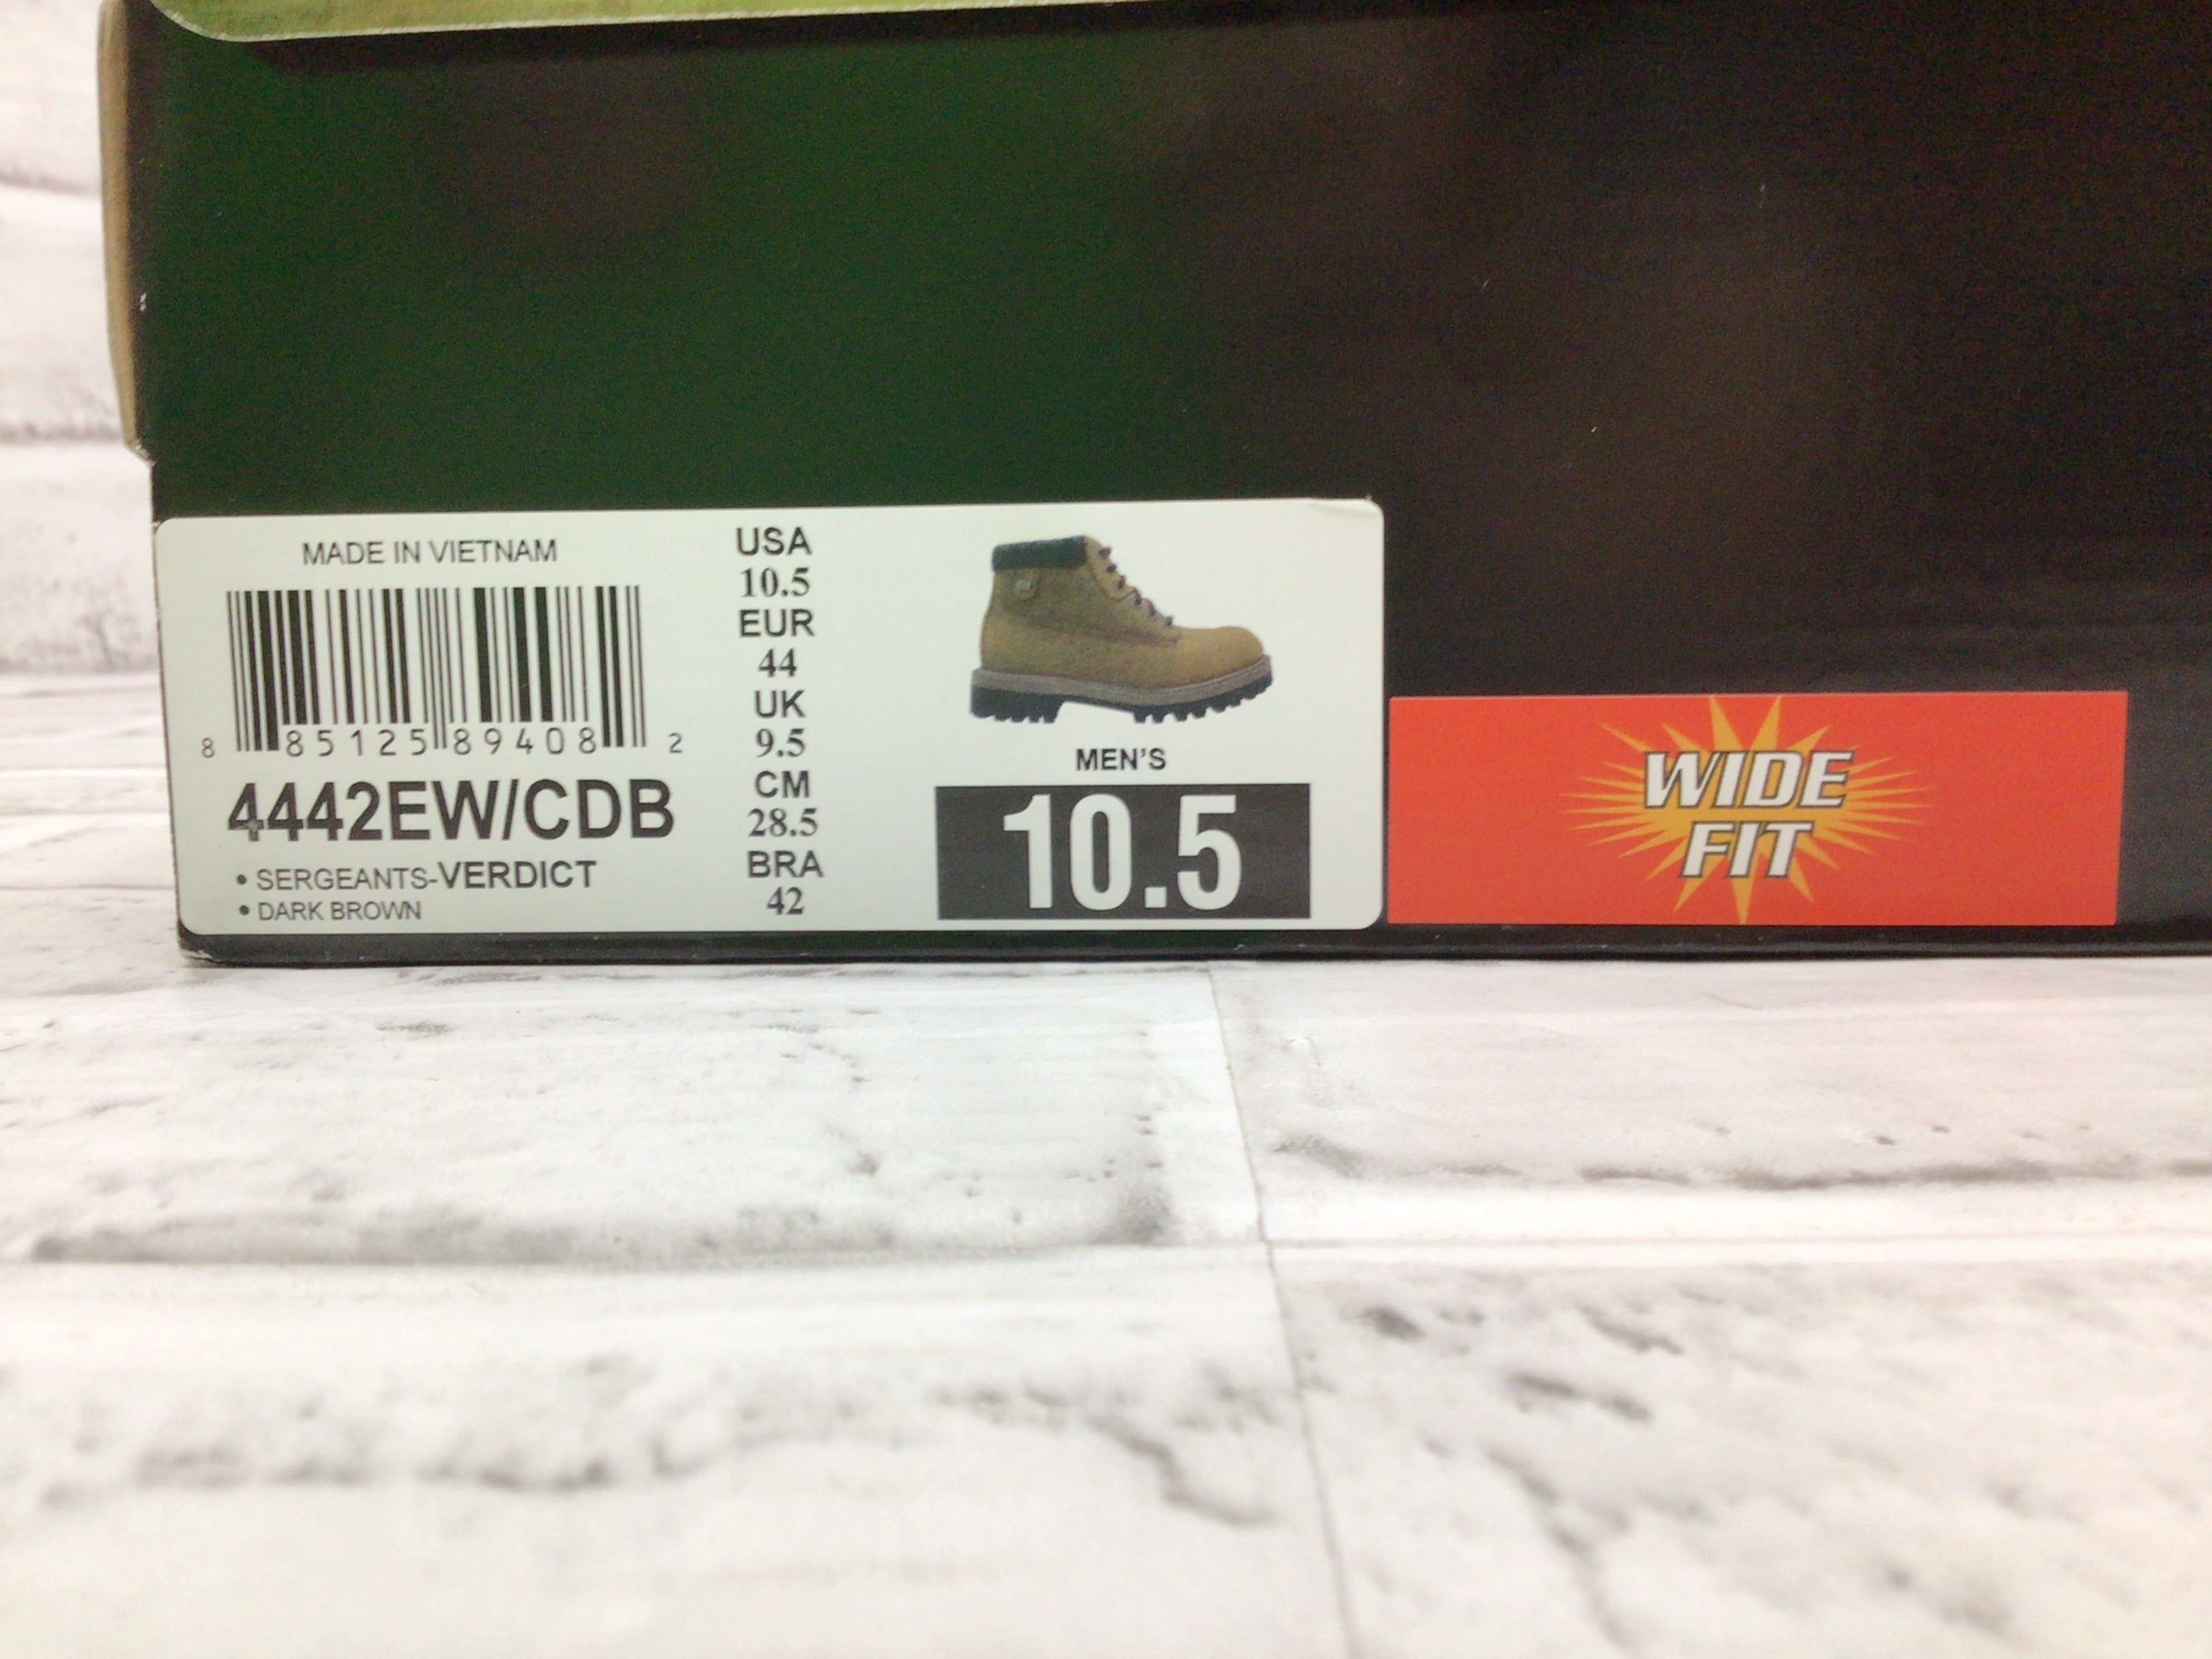 MADE IN VIETNAM
8 85125 89408 2
4442EW/CDB
• SERGEANTS-VERDICT
• DARK BROWN
USA
10.5
EUR
44
UK
9.5
CM
28.5
BRA
42
MEN'S
10.5
WIDE
FIT